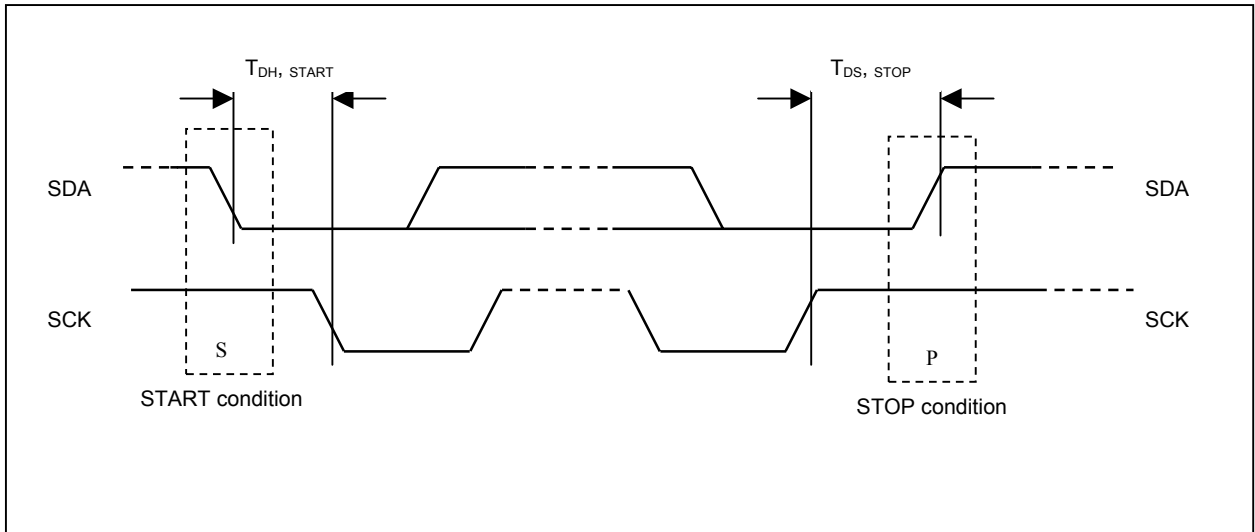 TDH, START
TDS, STOP
SDA
SDA
SCK
SCK
S
P
START condition
STOP condition